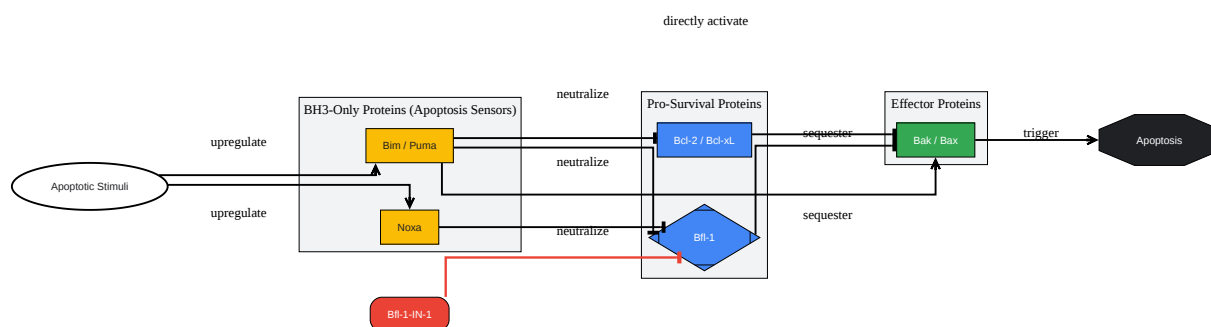 directly activate
neutralize
BH3-Only Proteins (Apoptosis Sensors)
Pro-Survival Proteins
Effector Proteins
upregulate
Bim / Puma
Bcl-2 / Bcl-xL
sequester
Bak / Bax
trigger
Apoptosis
neutralize
Apoptotic Stimuli
upregulate
sequester
Noxa
neutralize
Bfl-1
Bfl-1-IN-1